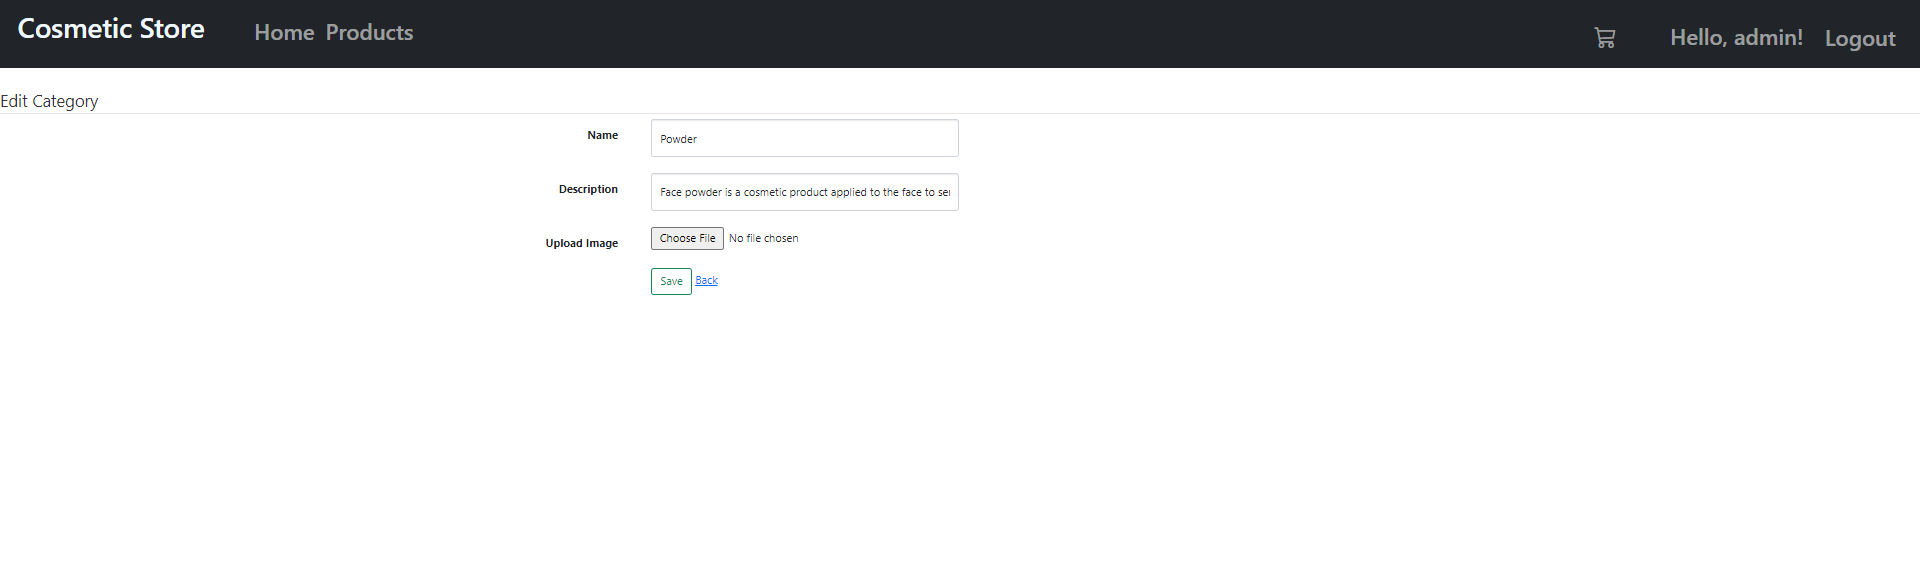 Cosmetic Store Home Products Hello, admin! Logout
Edit Category
Name Powder
Description Face powder is a cosmetic product applied to the face to se
Upload Image Choose File No file chosen
Save Back